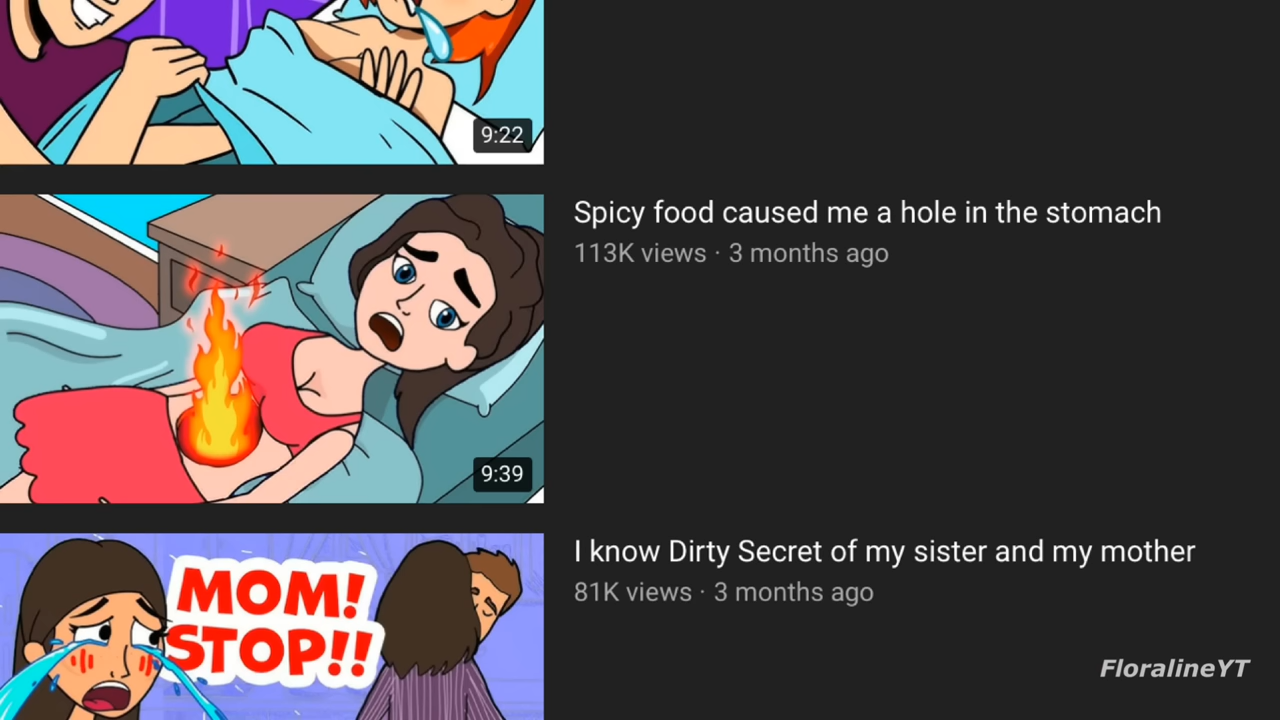 9:22
Spicy food caused me a hole in the stomach
113K views · 3 months ago
9:39
I know Dirty Secret of my sister and my mother
81K views · 3 months ago
MOM!
STOP!!
FloralineYT